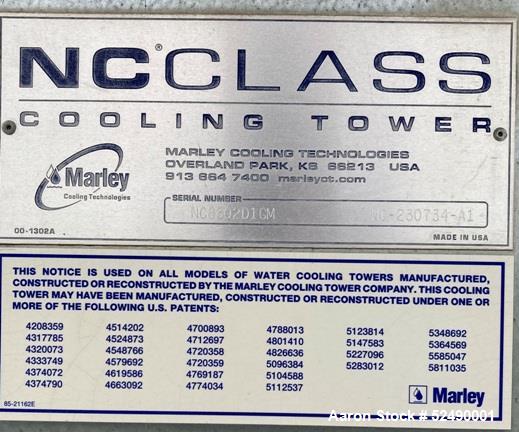 NC®CLASS
COOLING TOWER
MARLEY COOLING TECHNOLOGIES
OVERLAND PARK, KS 66213 USA
913 664 7400 marleyct.com
Marley
Cooling Technologies
SERIAL NUMBER
NC8302D1GM NC-230734-A1
00-1302A
MADE IN USA
THIS NOTICE IS USED ON ALL MODELS OF WATER COOLING TOWERS MANUFACTURED,
CONSTRUCTED OR RECONSTRUCTED BY THE MARLEY COOLING TOWER COMPANY. THIS COOLING
TOWER MAY HAVE BEEN MANUFACTURED, CONSTRUCTED OR RECONSTRUCTED UNDER ONE OR
MORE OF THE FOLLOWING U.S. PATENTS:
4208359 4514202 4700893 4788013 5123814 5348692
4317785 4524873 4712697 4801410 5147583 5364569
4320073 4548766 4720358 4826636 5227096 5585047
4333749 4579692 4720359 5096384 5283012 5811035
4374072 4619586 4769187 5104588
4374790 4663092 4774034 5112537
Marley
85-21162E
Aaron Stock # 52490001